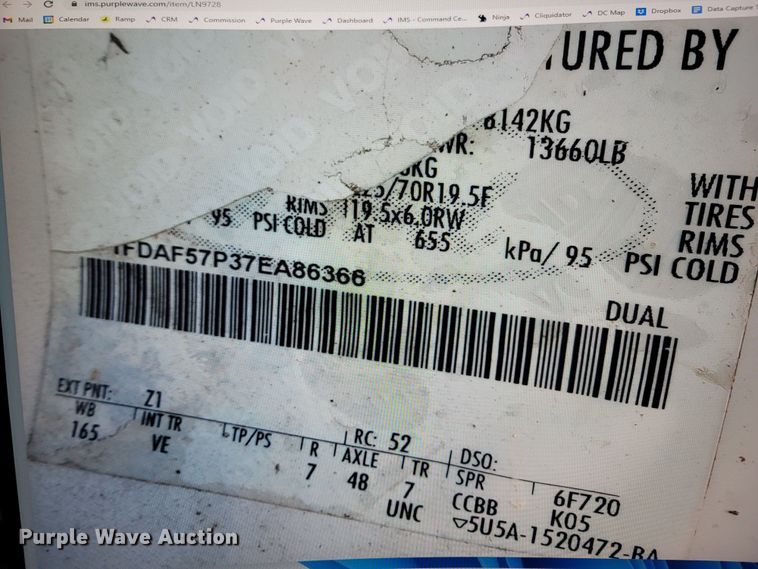 ims.purplewave.com/item/LN9728
Mail Calendar Ramp CRM Commission Purple Wave Dashboard IMS - Command Ce... Ninja Cliquidator DC Map Dropbox Data Capture
TURED BY
VOID
6142KG
WR: 13660LB
KG
/70R19.5F WITH TIRES
RIMS 19.5x6.0RW RIMS
95 PSI COLD AT 655 kPa/ 95 PSI COLD
1FDAF57P37EA86366
DUAL
EXT PNT: Z1 RC: 52 DSO:
WB INT TR TP/PS R AXLE TR SPR 6F720
165 VE 7 48 7 CCBB K05
UNC ▽5U5A-1520472-BA
Purple Wave Auction